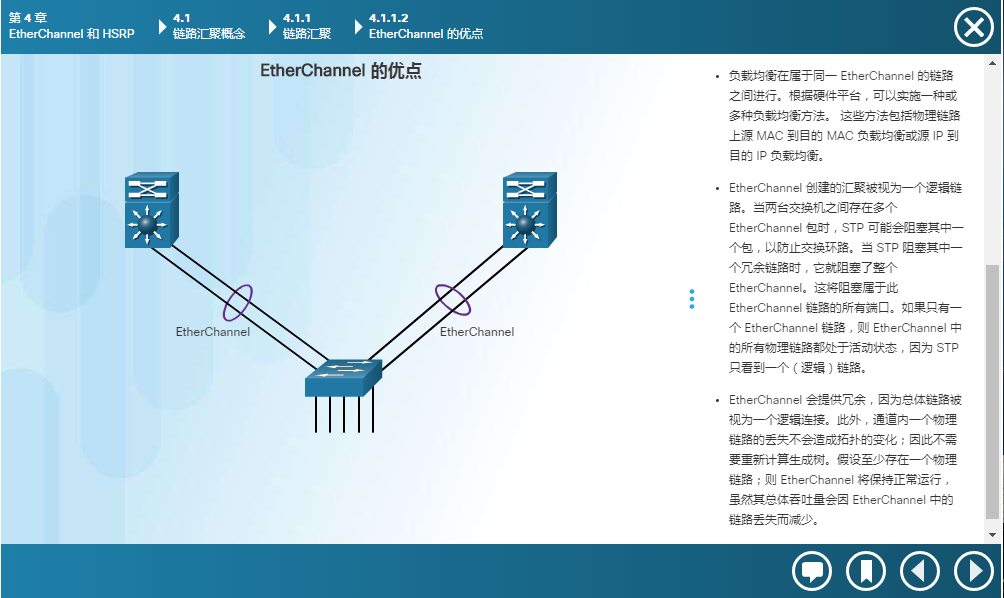 第 4 章
EtherChannel 和 HSRP
4.1
链路汇聚概念
4.1.1
链路汇聚
4.1.1.2
EtherChannel 的优点
EtherChannel 的优点
EtherChannel
EtherChannel
• 负载均衡在属于同一 EtherChannel 的链路
之间进行。根据硬件平台，可以实施一种或
多种负载均衡方法。 这些方法包括物理链路
上源 MAC 到目的 MAC 负载均衡或源 IP 到
目的 IP 负载均衡。
• EtherChannel 创建的汇聚被视为一个逻辑链
路。当两台交换机之间存在多个
EtherChannel 包时，STP 可能会阻塞其中一
个包，以防止交换环路。当 STP 阻塞其中一
个冗余链路时，它就阻塞了整个
EtherChannel。这将阻塞属于此
EtherChannel 链路的所有端口。如果只有一
个 EtherChannel 链路，则 EtherChannel 中
的所有物理链路都处于活动状态，因为 STP
只看到一个（逻辑）链路。
• EtherChannel 会提供冗余，因为总体链路被
视为一个逻辑连接。此外，通道内一个物理
链路的丢失不会造成拓扑的变化；因此不需
要重新计算生成树。假设至少存在一个物理
链路；则 EtherChannel 将保持正常运行，
虽然其总体吞吐量会因 EtherChannel 中的
链路丢失而减少。